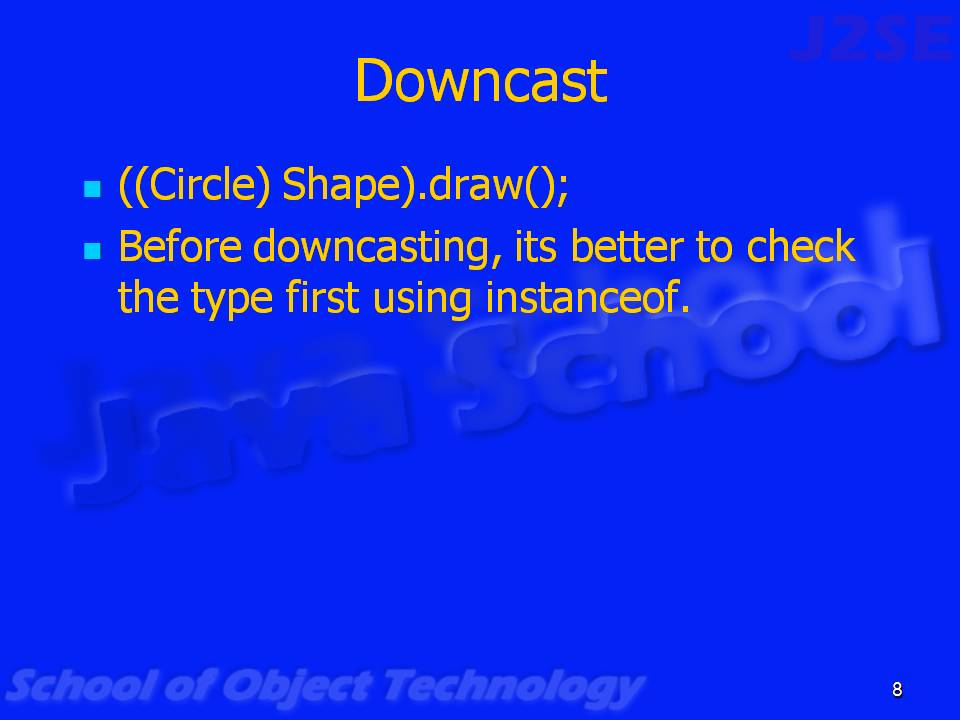 J2SE
Downcast
((Circle) Shape).draw();
Before downcasting, its better to check
the type first using instanceof.
Java School
School of Object Technology
8